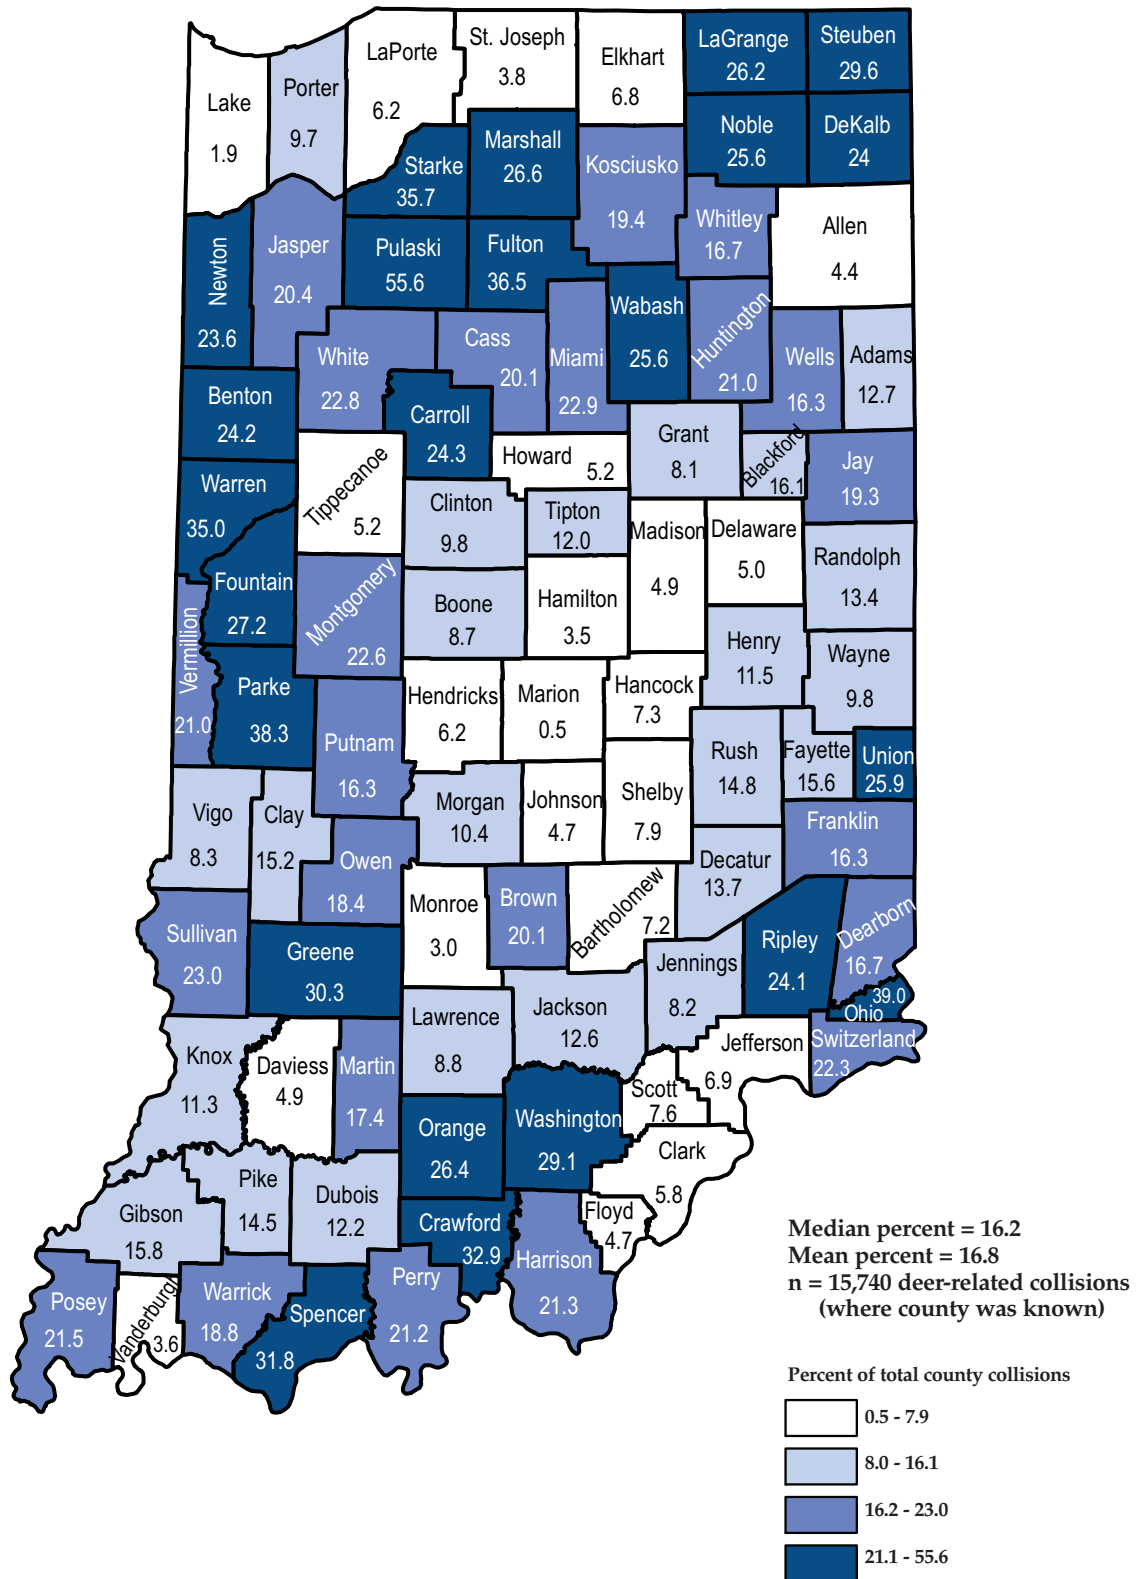 St. Joseph
3.8
LaPorte
6.2
Elkhart
6.8
LaGrange
26.2
Steuben
29.6
Lake
1.9
Porter
9.7
Noble
25.6
DeKalb
24
Starke
35.7
Marshall
26.6
Kosciusko
19.4
Whitley
16.7
Allen
4.4
Newton
23.6
Jasper
20.4
Pulaski
55.6
Fulton
36.5
Wabash
25.6
Huntington
21.0
White
22.8
Cass
20.1
Miami
22.9
Wells
16.3
Adams
12.7
Benton
24.2
Carroll
24.3
Grant
8.1
Blackford
16.1
Jay
19.3
Howard
5.2
Tippecanoe
5.2
Warren
35.0
Clinton
9.8
Tipton
12.0
Madison
4.9
Delaware
5.0
Randolph
13.4
Fountain
27.2
Montgomery
22.6
Boone
8.7
Hamilton
3.5
Vermillion
21.0
Henry
11.5
Wayne
9.8
Parke
38.3
Putnam
16.3
Hendricks
6.2
Marion
0.5
Hancock
7.3
Rush
14.8
Fayette
15.6
Union
25.9
Vigo
8.3
Clay
15.2
Morgan
10.4
Johnson
4.7
Shelby
7.9
Franklin
16.3
Owen
18.4
Decatur
13.7
Monroe
3.0
Brown
20.1
Bartholomew
7.2
Sullivan
23.0
Greene
30.3
Jennings
8.2
Ripley
24.1
Dearborn
16.7
39.0
Ohio
Lawrence
8.8
Jackson
12.6
Jefferson
6.9
Switzerland
22.3
Knox
11.3
Daviess
4.9
Martin
17.4
Scott
7.6
Orange
26.4
Washington
29.1
Clark
5.8
Pike
14.5
Dubois
12.2
Gibson
15.8
Crawford
32.9
Floyd
4.7
Harrison
21.3
Posey
21.5
Vanderburgh
3.6
Warrick
18.8
Spencer
31.8
Perry
21.2
Median percent = 16.2
Mean percent = 16.8
n = 15,740 deer-related collisions
(where county was known)
Percent of total county collisions
0.5 - 7.9
8.0 - 16.1
16.2 - 23.0
21.1 - 55.6